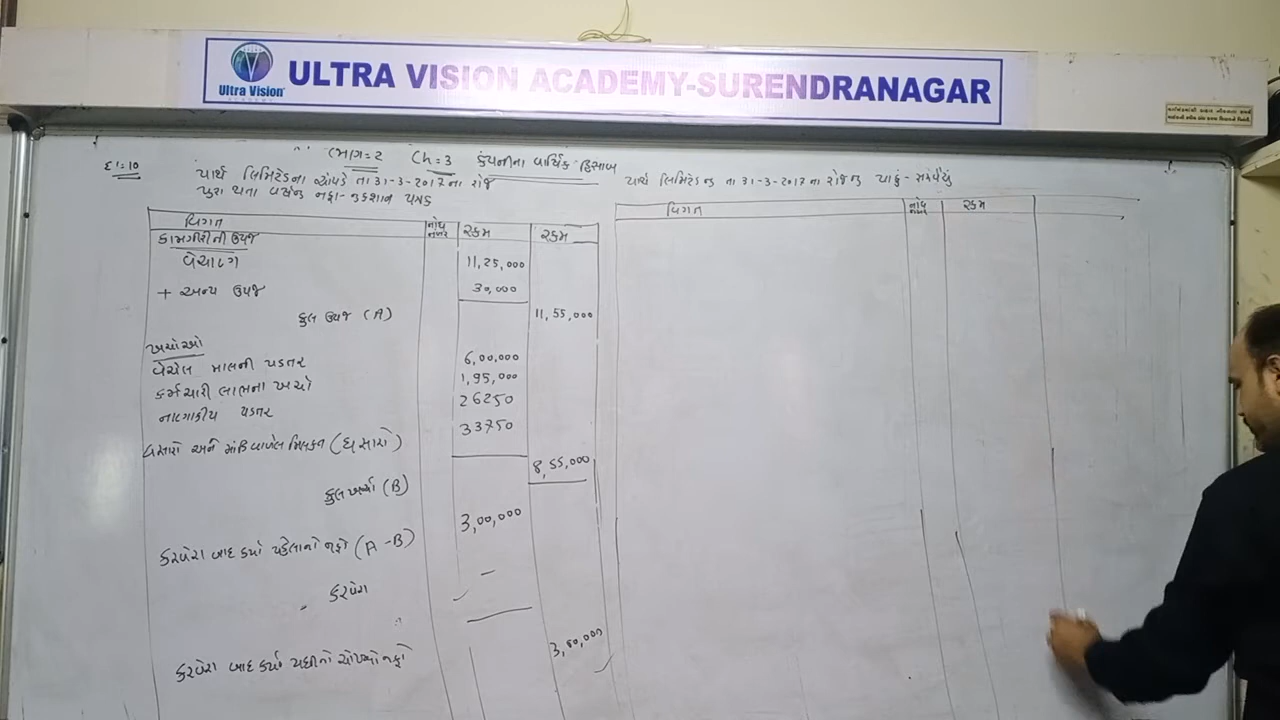 Ultra Vision
ACADEMY
ULTRA VISION ACADEMY-SURENDRANAGAR
દા=10
ભાગ=2 Ch=3 કંપનીના વાર્ષિક હિસાબ
પાર્થ લિમિટેડના ચોપડે તા 31-3-2017 ના રોજ
પુરા થતા વર્ષનું નફા-નુકશાન પત્રક
વિગત નોંધ નંબર રકમ રકમ
કામગીરીની ઉપજ
વેચાણ 11,25,000
+ અન્ય ઉપજ 30,000
કુલ ઉપજ (A) 11,55,000
ખર્ચાઓ
વેચેલ માલની પડતર 6,00,000
કર્મચારી લાભના ખર્ચા 1,95,000
નાણાકીય પડતર 26250
ઘસારો અને માંડિવાળેલ મિલકત (ઘસારો) 33750
8,55,000
કુલ ખર્ચા (B)
3,00,000
કરવેરા બાદ કર્યા પહેલાનો નફો (A-B)
- કરવેરા –
કરવેરા બાદ કર્યા પછીનો ચોખ્ખો નફો 3,00,000
પાર્થ લિમિટેડનું તા 31-3-2017 ના રોજનું પાકું-સરવૈયું
વિગત નોંધ નંબર રકમ